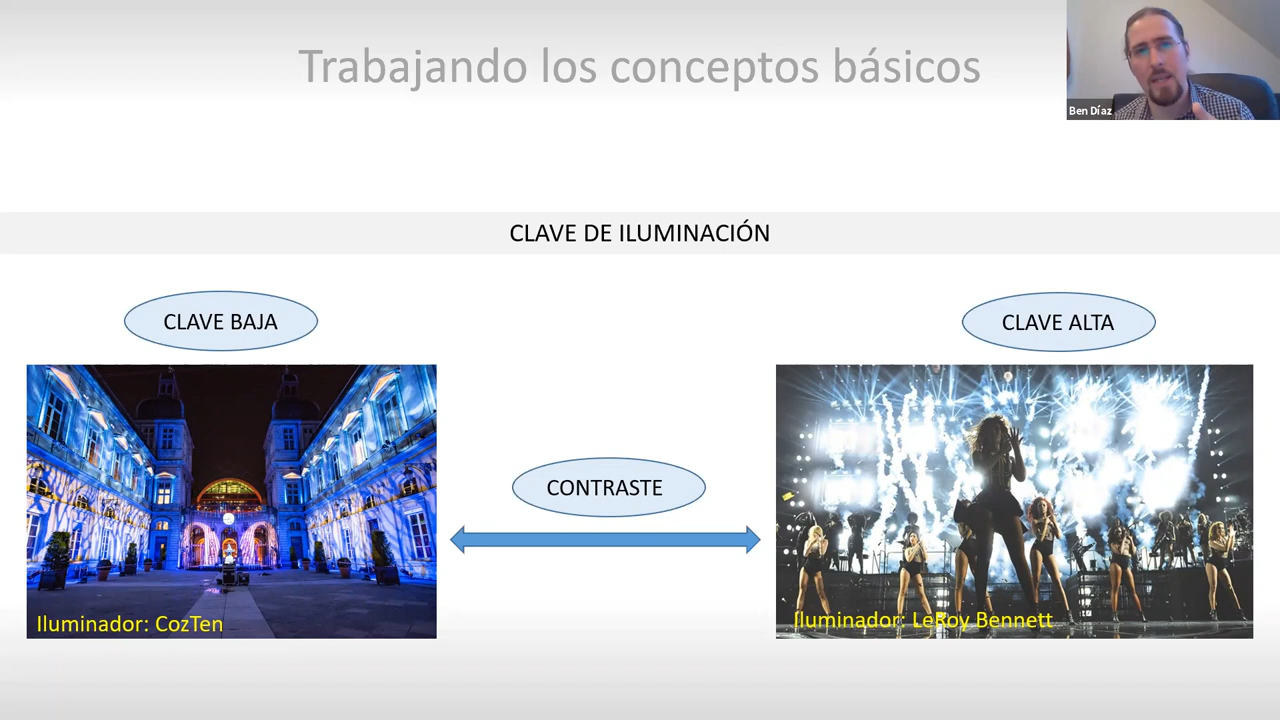 Trabajando los conceptos básicos
Ben Díaz
CLAVE DE ILUMINACIÓN
CLAVE BAJA
CLAVE ALTA
CONTRASTE
Iluminador: CozTen
Iluminador: LeRoy Bennett